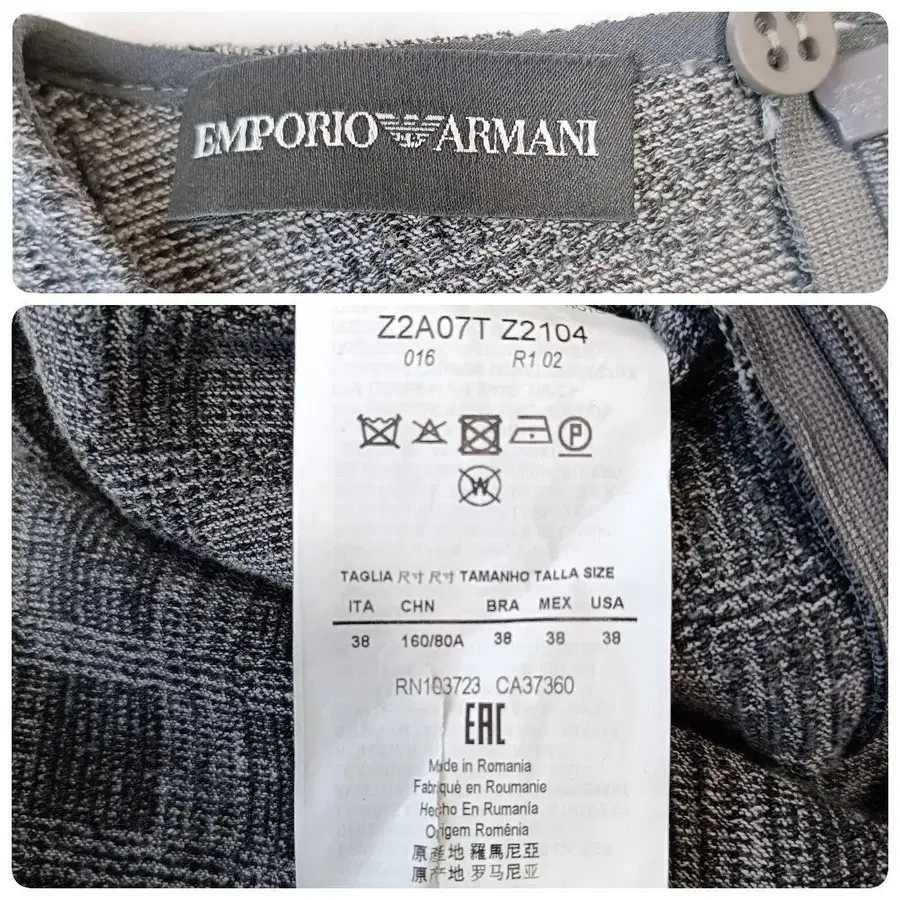 EMPORIO ARMANI
Z2A07T Z2104
016 R1 02
P
W
TAGLIA 尺寸 尺寸 TAMANHO TALLA SIZE
ITA CHN BRA MEX USA
38 160/80A 38 38 38
RN103723 CA37360
EAC
Made in Romania
Fabriqué en Roumanie
Hecho En Rumanía
Origem Romênia
原產地 羅馬尼亞
原产地 罗马尼亚